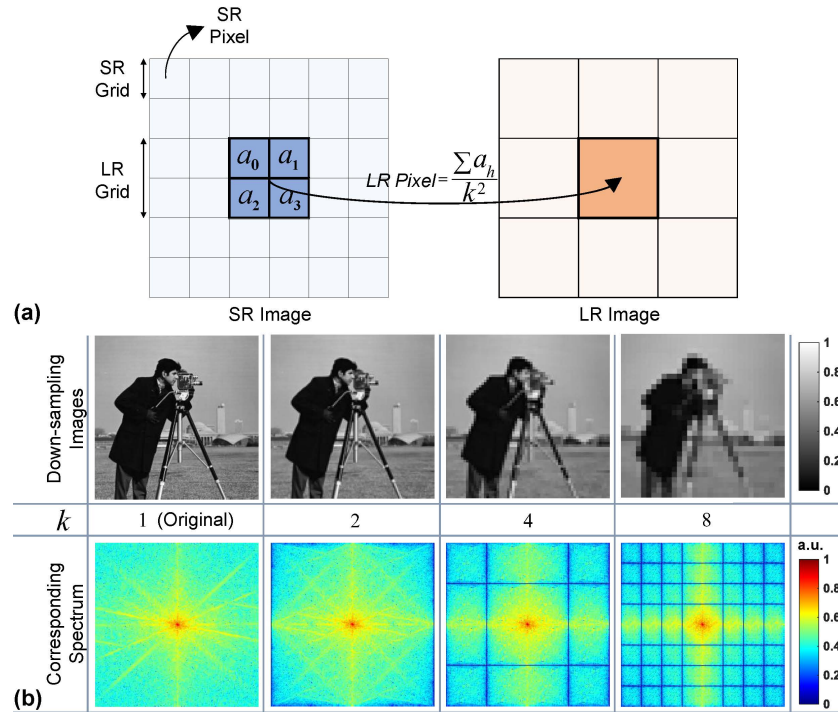 SR
Pixel
SR
Grid
LR
Grid
a₀ a₁
a₂ a₃
LR Pixel = ∑aₕ / k²
(a)
SR Image
LR Image
Down-sampling
Images
1
0.8
0.6
0.4
0.2
0
k
1 (Original)
2
4
8
Corresponding
Spectrum
a.u.
1
0.8
0.6
0.4
0.2
0
(b)